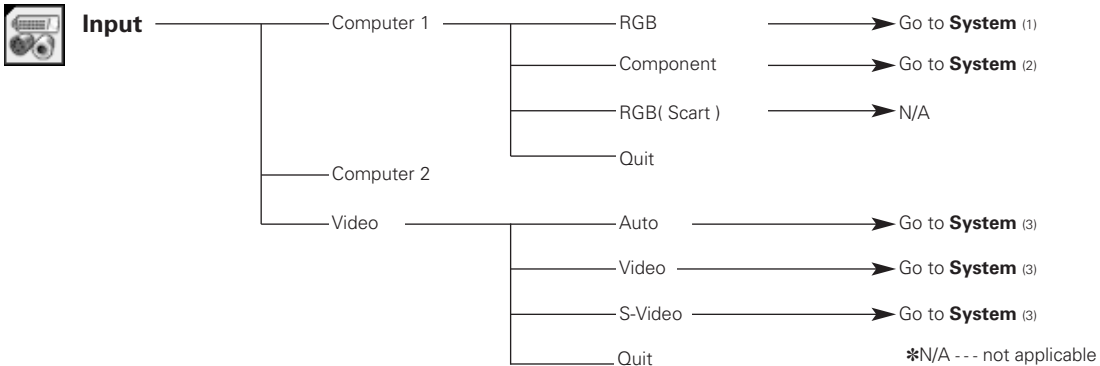 Input Computer 1 RGB Go to System (1)
Component Go to System (2)
RGB( Scart ) N/A
Quit
Computer 2
Video Auto Go to System (3)
Video Go to System (3)
S-Video Go to System (3)
Quit ✽N/A - - - not applicable